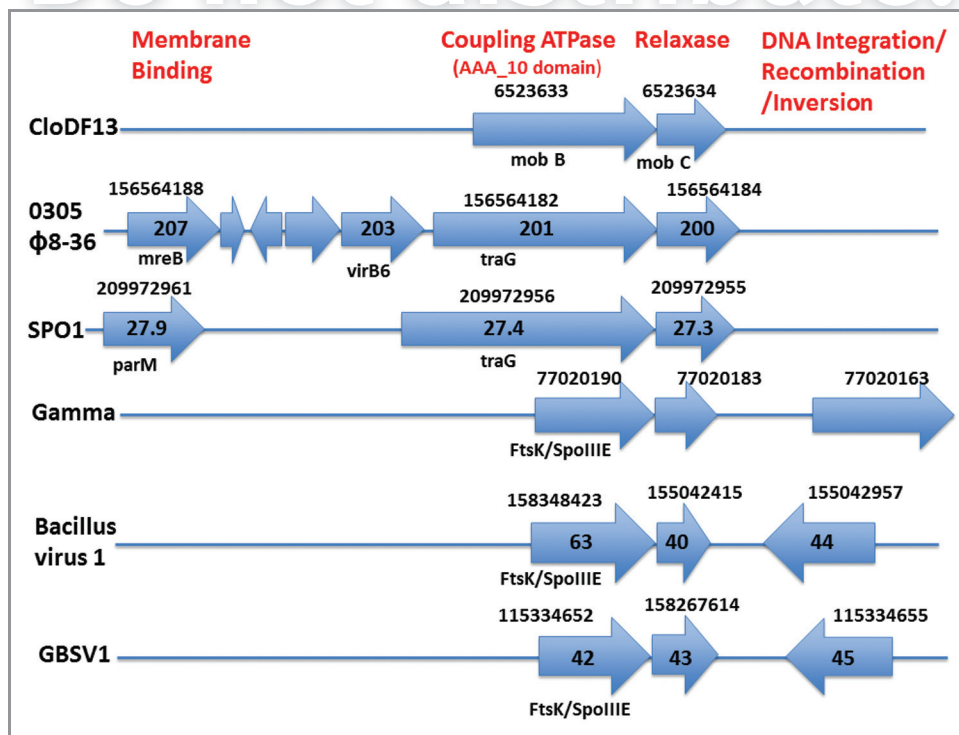 Do not distribute.
Membrane Binding
Coupling ATPase
(AAA_10 domain)
Relaxase
DNA Integration/
Recombination
/Inversion
6523633 6523634
CloDF13
mob B mob C
156564188 156564182 156564184
0305
φ8-36
207 203 201 200
mreB virB6 traG
209972961 209972956 209972955
SPO1
27.9 27.4 27.3
parM traG
77020190 77020183 77020163
Gamma
FtsK/SpoIIIE
158348423 155042415 155042957
Bacillus
virus 1
63 40 44
FtsK/SpoIIIE
115334652 158267614 115334655
GBSV1
42 43 45
FtsK/SpoIIIE